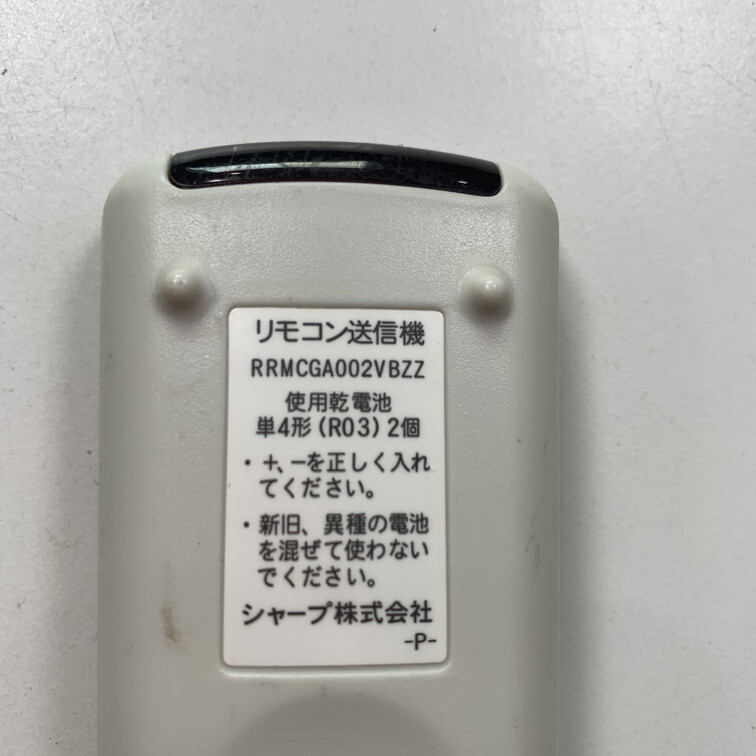 リモコン送信機
RRMCGA002VBZZ
使用乾電池
単4形(R03)2個
・+、-を正しく入れ
てください。
・新旧、異種の電池
を混ぜて使わない
でください。
シャープ株式会社
-P-